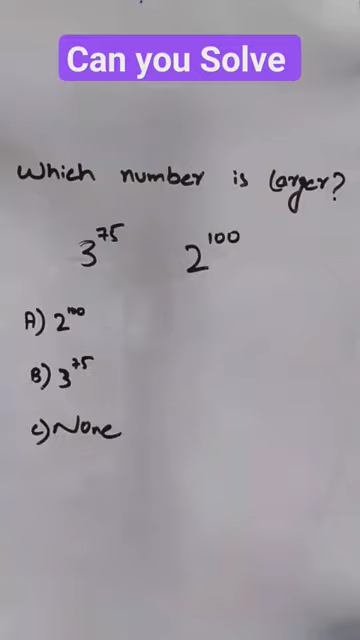 Can you Solve
Which number is larger?
3^75 2^100
A) 2^100
B) 3^75
C) None